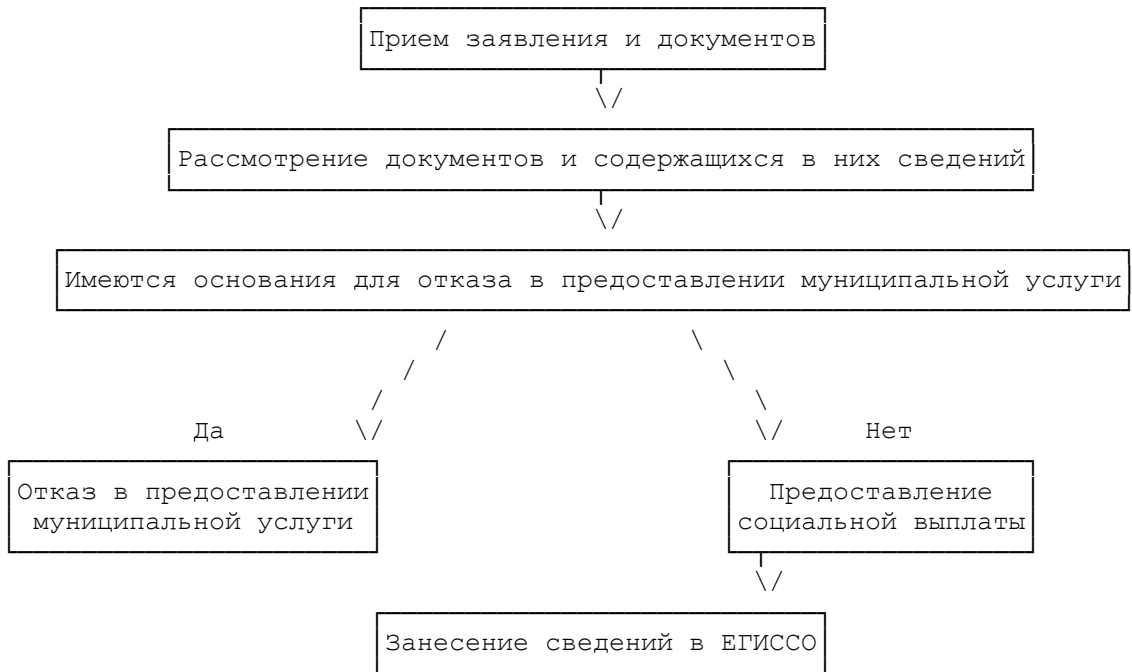 Прием заявления и документов
Рассмотрение документов и содержащихся в них сведений
Имеются основания для отказа в предоставлении муниципальной услуги
Да
Нет
Отказ в предоставлении
муниципальной услуги
Предоставление
социальной выплаты
Занесение сведений в ЕГИССО